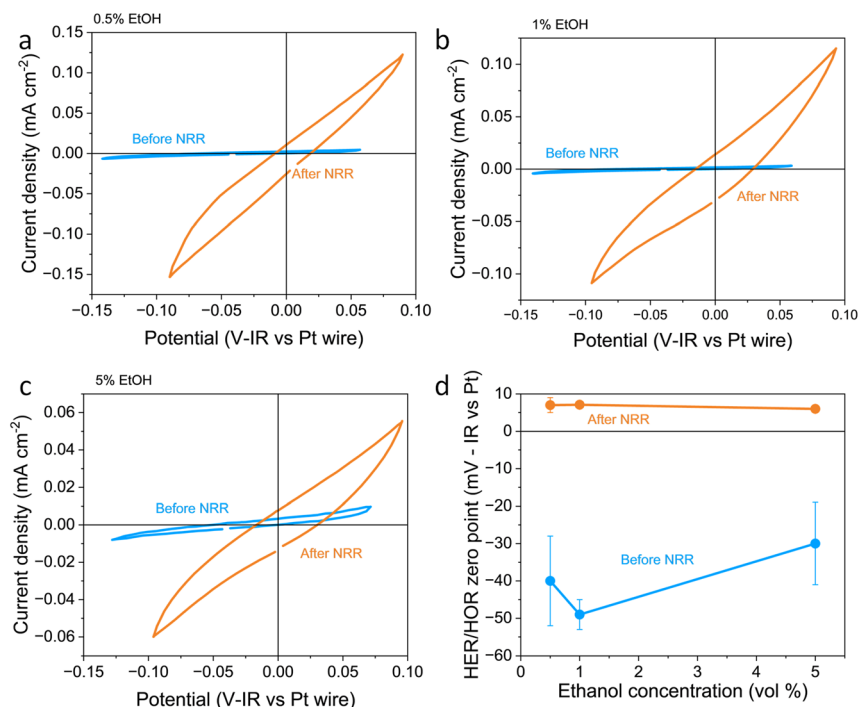 a
0.5% EtOH
Current density (mA cm⁻²)
0.15
0.10
0.05
0.00
−0.05
−0.10
−0.15
Before NRR
After NRR
−0.15
−0.10
−0.05
0.00
0.05
0.10
Potential (V-IR vs Pt wire)
b
1% EtOH
Current density (mA cm⁻²)
0.10
0.05
0.00
−0.05
−0.10
Before NRR
After NRR
−0.15
−0.10
−0.05
0.00
0.05
0.10
Potential (V-IR vs Pt wire)
c
5% EtOH
Current density (mA cm⁻²)
0.06
0.04
0.02
0.00
−0.02
−0.04
−0.06
Before NRR
After NRR
−0.15
−0.10
−0.05
0.00
0.05
0.10
Potential (V-IR vs Pt wire)
d
HER/HOR zero point (mV - IR vs Pt)
10
0
−10
−20
−30
−40
−50
−60
After NRR
Before NRR
0
1
2
3
4
5
Ethanol concentration (vol %)